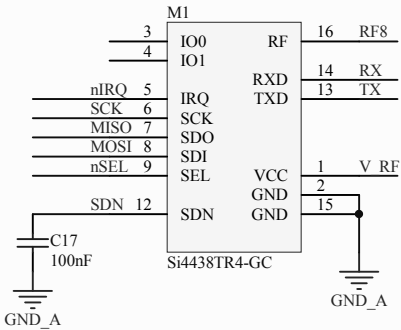 M1
3 IO0 RF 16 RF8
4 IO1
RXD 14 RX
nIRQ 5 IRQ TXD 13 TX
SCK 6 SCK
MISO 7 SDO
MOSI 8 SDI
nSEL 9 SEL VCC 1 V_RF
GND 2
SDN 12 SDN GND 15
C17
100nF
Si4438TR4-GC
GND_A
GND_A